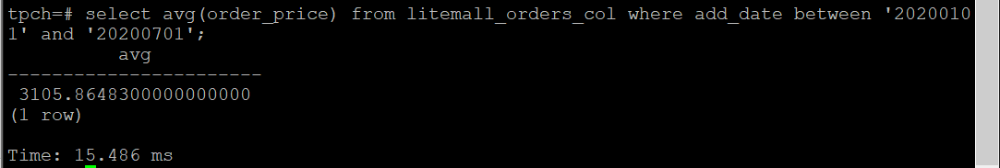 tpch=# select avg(order_price) from litemall_orders_col where add_date between '2020010
1' and '20200701';
avg
-----------------------
3105.8648300000000000
(1 row)
Time: 15.486 ms